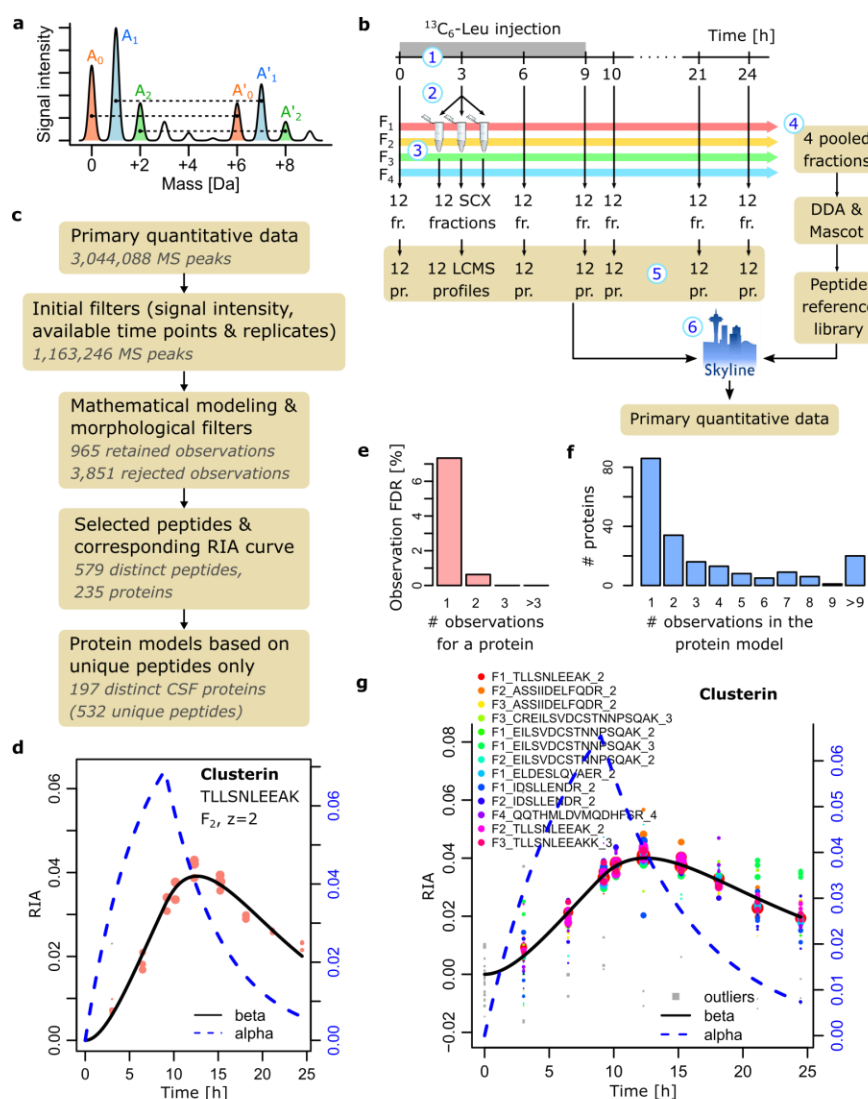 a
Signal intensity
A₀
A₁
A₂
A'₀
A'₁
A'₂
0
+2
+4
+6
+8
Mass [Da]
b
¹³C₆-Leu injection
Time [h]
1
0
3
6
9
10
21
24
2
F₁
F₂
F₃
F₄
3
4
12 12 SCX 12 12 12 12 12
fr. fractions fr. fr. fr. fr. fr.
12 12 LCMS 12 12 12 12 12
pr. profiles pr. pr. pr. pr. pr.
5
4 pooled
fractions
DDA &
Mascot
Peptide
reference
library
6
Skyline
Primary quantitative data
c
Primary quantitative data
3,044,088 MS peaks
Initial filters (signal intensity,
available time points & replicates)
1,163,246 MS peaks
Mathematical modeling &
morphological filters
965 retained observations
3,851 rejected observations
Selected peptides &
corresponding RIA curve
579 distinct peptides,
235 proteins
Protein models based on
unique peptides only
197 distinct CSF proteins
(532 unique peptides)
d
Clusterin
TLLSNLEEAK
F₂, z=2
RIA
0.00
0.02
0.04
0.06
0.00
0.02
0.04
0.06
beta
alpha
0 5 10 15 20 25
Time [h]
e
Observation FDR [%]
0
2
4
6
1 2 3 >3
# observations
for a protein
f
# proteins
0
40
80
1 2 3 4 5 6 7 8 9 >9
# observations in the
protein model
g
Clusterin
F1_TLLSNLEEAK_2
F2_ASSIIDELFQDR_2
F3_ASSIIDELFQDR_2
F3_CREILSVDCSTNNPSQAK_3
F1_EILSVDCSTNNPSQAK_2
F1_EILSVDCSTNNPSQAK_3
F2_EILSVDCSTNNPSQAK_2
F1_ELDESLQVAER_2
F1_IDSLLENDR_2
F2_IDSLLENDR_2
F4_QQTHMLDVMQDHFSR_4
F2_TLLSNLEEAK_2
F3_TLLSNLEEAKK_3
RIA
−0.02
0.00
0.02
0.04
0.06
0.08
0.00
0.01
0.02
0.03
0.04
0.05
0.06
outliers
beta
alpha
0 5 10 15 20 25
Time [h]